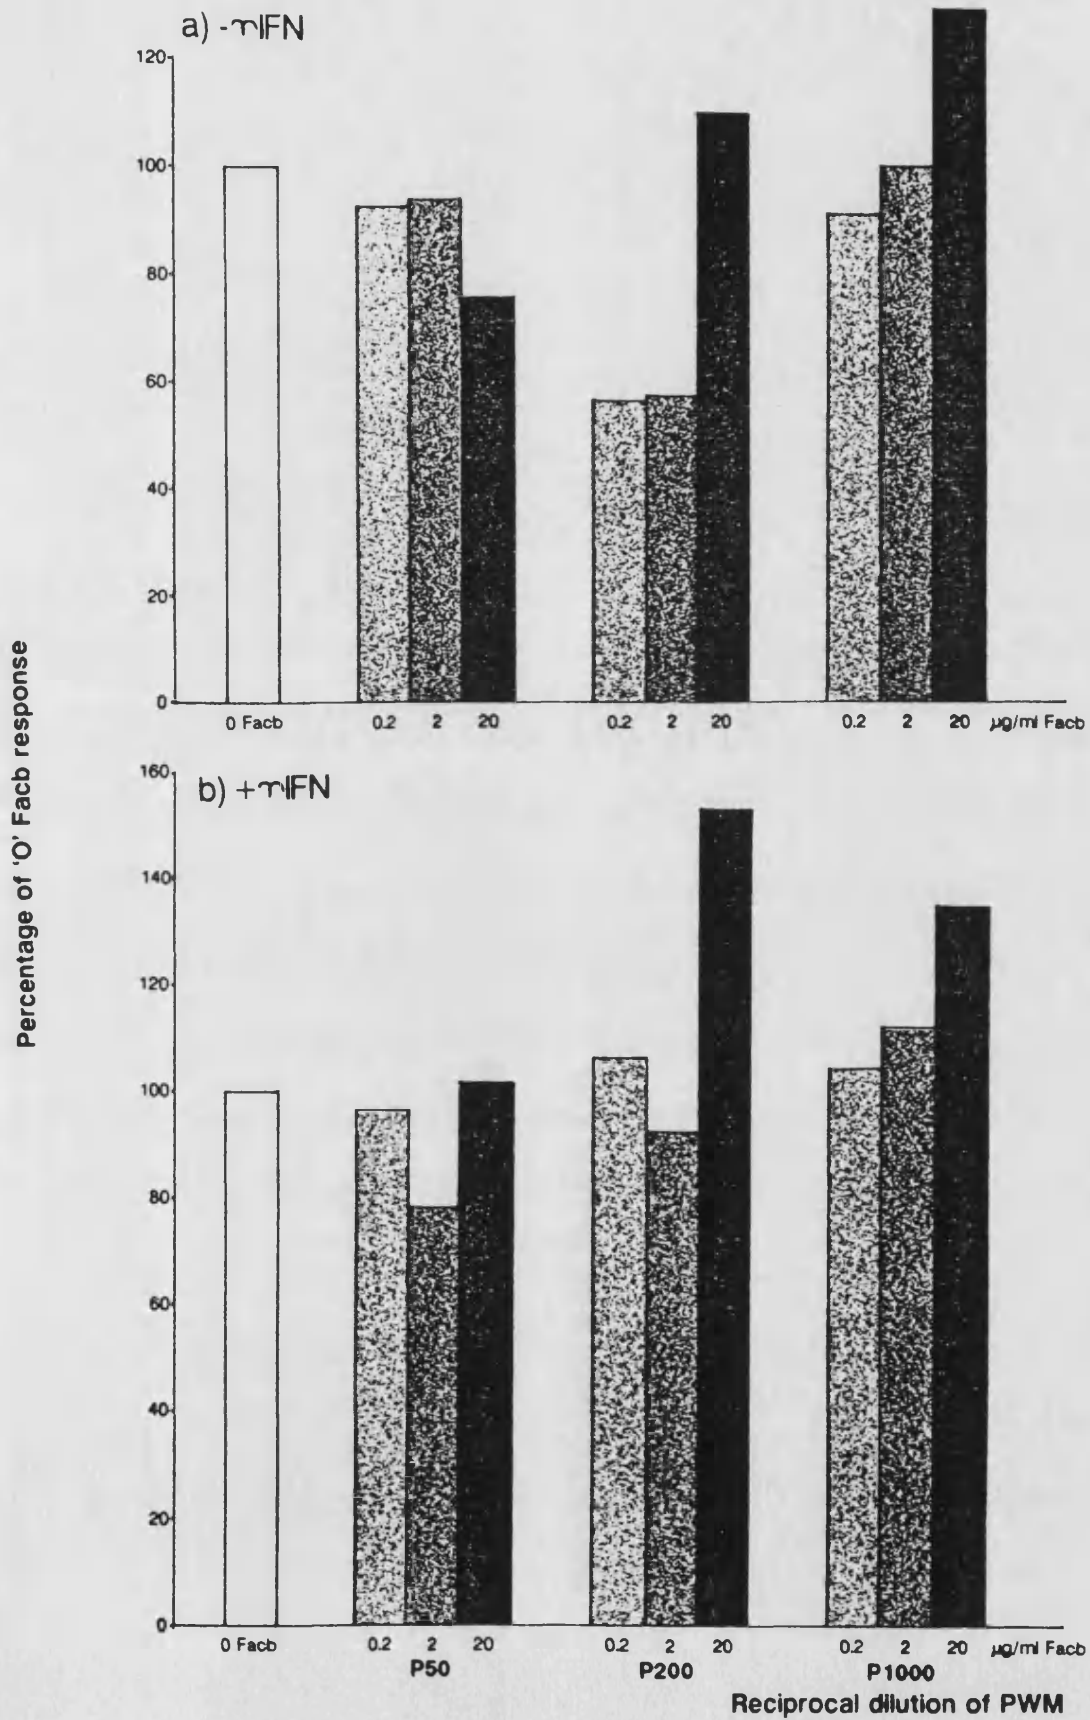 a) -γIFN
120
100
80
60
40
20
0
0 Facb
0.2 2 20
0.2 2 20
0.2 2 20 µg/ml Facb
Percentage of 'O' Facb response
b) +γIFN
160
140
120
100
80
60
40
20
0
0 Facb
0.2 2 20
0.2 2 20
0.2 2 20 µg/ml Facb
P50 P200 P1000
Reciprocal dilution of PWM